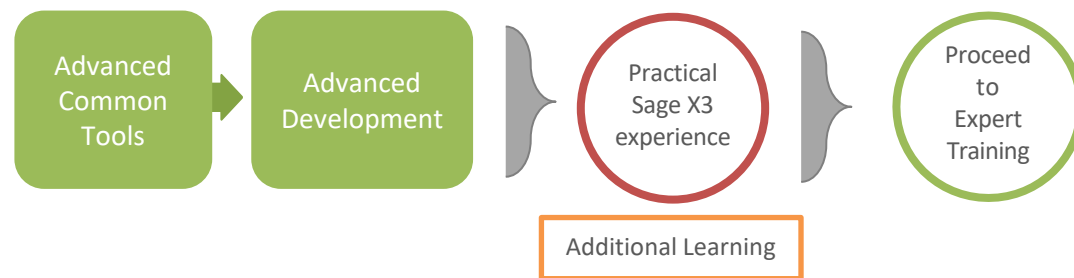 Advanced
Common
Tools
Advanced
Development
Practical
Sage X3
experience
Proceed
to
Expert
Training
Additional Learning